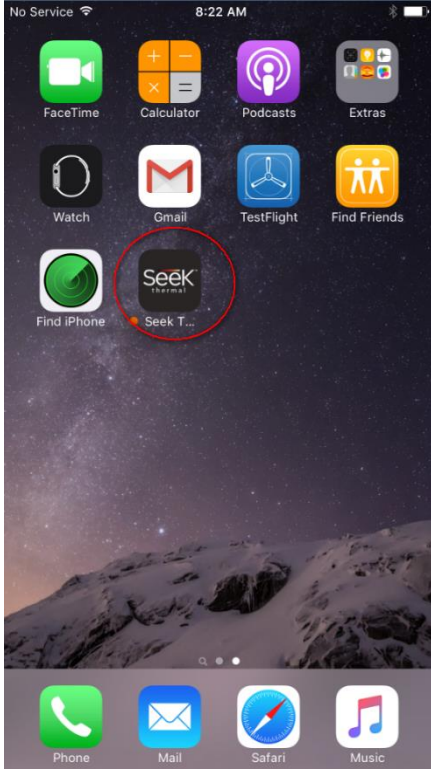 No Service 8:22 AM
FaceTime Calculator Podcasts Extras
Watch Gmail TestFlight Find Friends
SeeK
thermal
Find iPhone Seek T...
Phone Mail Safari Music